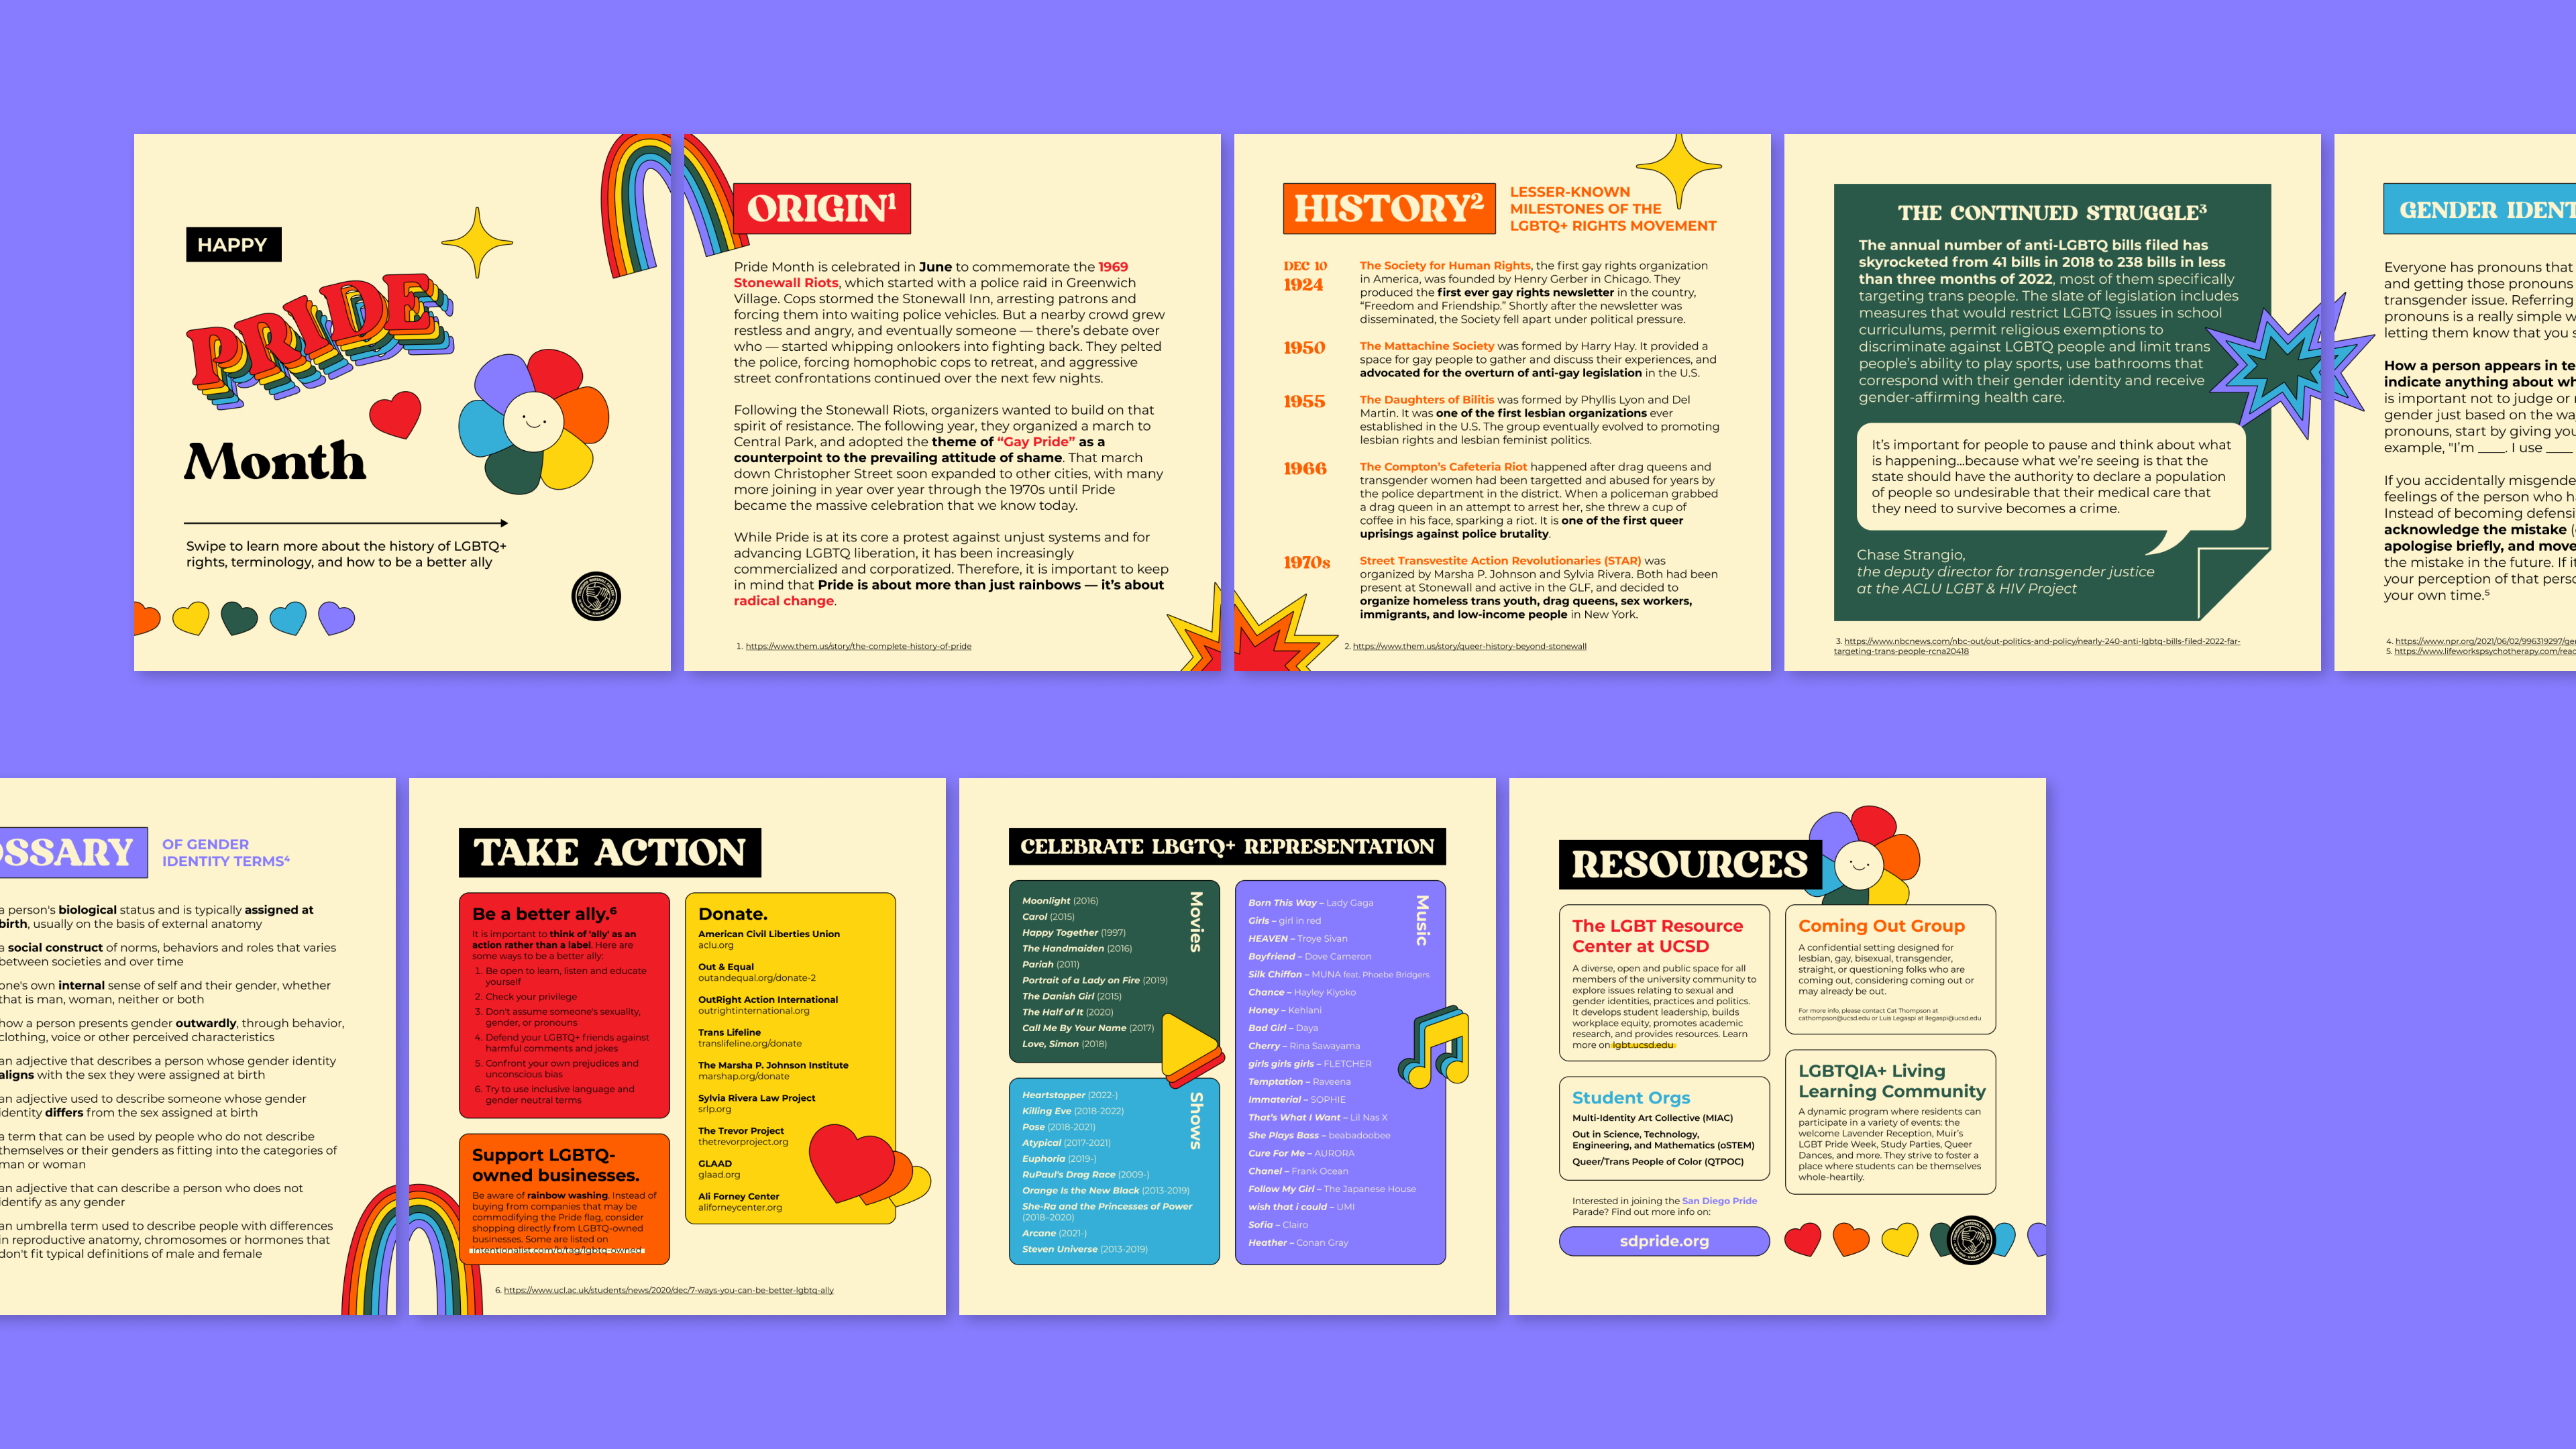 HAPPY
PRIDE
Month
Swipe to learn more about the history of LGBTQ+
rights, terminology, and how to be a better ally
ORIGIN¹
Pride Month is celebrated in June to commemorate the 1969
Stonewall Riots, which started with a police raid in Greenwich
Village. Cops stormed the Stonewall Inn, arresting patrons and
forcing them into waiting police vehicles. But a nearby crowd grew
restless and angry, and eventually someone — there's debate over
who — started whipping onlookers into fighting back. They pelted
the police, forcing homophobic cops to retreat, and aggressive
street confrontations continued over the next few nights.
Following the Stonewall Riots, organizers wanted to build on that
spirit of resistance. The following year, they organized a march to
Central Park, and adopted the theme of "Gay Pride" as a
counterpoint to the prevailing attitude of shame. That march
down Christopher Street soon expanded to other cities, with many
more joining in year over year through the 1970s until Pride
became the massive celebration that we know today.
While Pride is at its core a protest against unjust systems and for
advancing LGBTQ liberation, it has been increasingly
commercialized and corporatized. Therefore, it is important to keep
in mind that Pride is about more than just rainbows — it's about
radical change.
1. https://www.them.us/story/the-complete-history-of-pride
HISTORY²
LESSER-KNOWN
MILESTONES OF THE
LGBTQ+ RIGHTS MOVEMENT
DEC 10
1924
The Society for Human Rights, the first gay rights organization
in America, was founded by Henry Gerber in Chicago. They
produced the first ever gay rights newsletter in the country,
"Freedom and Friendship." Shortly after the newsletter was
disseminated, the Society fell apart under political pressure.
1950
The Mattachine Society was formed by Harry Hay. It provided a
space for gay people to gather and discuss their experiences, and
advocated for the overturn of anti-gay legislation in the U.S.
1955
The Daughters of Bilitis was formed by Phyllis Lyon and Del
Martin. It was one of the first lesbian organizations ever
established in the U.S. The group eventually evolved to promoting
lesbian rights and lesbian feminist politics.
1966
The Compton's Cafeteria Riot happened after drag queens and
transgender women had been targetted and abused for years by
the police department in the district. When a policeman grabbed
a drag queen in an attempt to arrest her, she threw a cup of
coffee in his face, sparking a riot. It is one of the first queer
uprisings against police brutality.
1970s
Street Transvestite Action Revolutionaries (STAR) was
organized by Marsha P. Johnson and Sylvia Rivera. Both had been
present at Stonewall and active in the GLF, and decided to
organize homeless trans youth, drag queens, sex workers,
immigrants, and low-income people in New York.
2. https://www.them.us/story/queer-history-beyond-stonewall
THE CONTINUED STRUGGLE³
The annual number of anti-LGBTQ bills filed has
skyrocketed from 41 bills in 2018 to 238 bills in less
than three months of 2022, most of them specifically
targeting trans people. The slate of legislation includes
measures that would restrict LGBTQ issues in school
curriculums, permit religious exemptions to
discriminate against LGBTQ people and limit trans
people's ability to play sports, use bathrooms that
correspond with their gender identity and receive
gender-affirming health care.
It's important for people to pause and think about what
is happening...because what we're seeing is that the
state should have the authority to declare a population
of people so undesirable that their medical care that
they need to survive becomes a crime.
Chase Strangio,
the deputy director for transgender justice
at the ACLU LGBT & HIV Project
3. https://www.nbcnews.com/nbc-out/out-politics-and-policy/nearly-240-anti-lgbtq-bills-filed-2022-far-
targeting-trans-people-rcna20418
GENDER IDENT
Everyone has pronouns that
and getting those pronouns
transgender issue. Referring
pronouns is a really simple w
letting them know that you s
How a person appears in te
indicate anything about wh
is important not to judge or
gender just based on the wa
pronouns, start by giving you
example, "I'm ____. I use ____
If you accidentally misgende
feelings of the person who h
Instead of becoming defensi
acknowledge the mistake (
apologise briefly, and move
the mistake in the future. If it
your perception of that perso
your own time.⁵
4. https://www.npr.org/2021/06/02/996319297/gen
5. https://www.lifeworkspsychotherapy.com/reac
OSSARY
OF GENDER
IDENTITY TERMS⁴
a person's biological status and is typically assigned at
birth, usually on the basis of external anatomy
a social construct of norms, behaviors and roles that varies
between societies and over time
one's own internal sense of self and their gender, whether
that is man, woman, neither or both
how a person presents gender outwardly, through behavior,
clothing, voice or other perceived characteristics
an adjective that describes a person whose gender identity
aligns with the sex they were assigned at birth
an adjective used to describe someone whose gender
identity differs from the sex assigned at birth
a term that can be used by people who do not describe
themselves or their genders as fitting into the categories of
man or woman
an adjective that can describe a person who does not
identify as any gender
an umbrella term used to describe people with differences
in reproductive anatomy, chromosomes or hormones that
don't fit typical definitions of male and female
TAKE ACTION
Be a better ally.⁶
It is important to think of 'ally' as an
action rather than a label. Here are
some ways to be a better ally:
1. Be open to learn, listen and educate
yourself
2. Check your privilege
3. Don't assume someone's sexuality,
gender, or pronouns
4. Defend your LGBTQ+ friends against
harmful comments and jokes
5. Confront your own prejudices and
unconscious bias
6. Try to use inclusive language and
gender neutral terms
Support LGBTQ-
owned businesses.
Be aware of rainbow washing. Instead of
buying from companies that may be
commodifying the Pride flag, consider
shopping directly from LGBTQ-owned
businesses. Some are listed on
intentionalist.com/b/tag/lgbtq-owned
Donate.
American Civil Liberties Union
aclu.org
Out & Equal
outandequal.org/donate-2
OutRight Action International
outrightinternational.org
Trans Lifeline
translifeline.org/donate
The Marsha P. Johnson Institute
marshap.org/donate
Sylvia Rivera Law Project
srlp.org
The Trevor Project
thetrevorproject.org
GLAAD
glaad.org
Ali Forney Center
aliforneycenter.org
6. https://www.ucl.ac.uk/students/news/2020/dec/7-ways-you-can-be-better-lgbtq-ally
CELEBRATE LBGTQ+ REPRESENTATION
Movies
Moonlight (2016)
Carol (2015)
Happy Together (1997)
The Handmaiden (2016)
Pariah (2011)
Portrait of a Lady on Fire (2019)
The Danish Girl (2015)
The Half of It (2020)
Call Me By Your Name (2017)
Love, Simon (2018)
Shows
Heartstopper (2022-)
Killing Eve (2018-2022)
Pose (2018-2021)
Atypical (2017-2021)
Euphoria (2019-)
RuPaul's Drag Race (2009-)
Orange Is the New Black (2013-2019)
She-Ra and the Princesses of Power
(2018-2020)
Arcane (2021-)
Steven Universe (2013-2019)
Music
Born This Way – Lady Gaga
Girls – girl in red
HEAVEN – Troye Sivan
Boyfriend – Dove Cameron
Silk Chiffon – MUNA feat. Phoebe Bridgers
Chance – Hayley Kiyoko
Honey – Kehlani
Bad Girl – Daya
Cherry – Rina Sawayama
girls girls girls – FLETCHER
Temptation – Raveena
Immaterial – SOPHIE
That's What I Want – Lil Nas X
She Plays Bass – beabadoobee
Cure For Me – AURORA
Chanel – Frank Ocean
Follow My Girl – The Japanese House
wish that i could – UMI
Sofia – Clairo
Heather – Conan Gray
RESOURCES
The LGBT Resource
Center at UCSD
A diverse, open and public space for all
members of the university community to
explore issues relating to sexual and
gender identities, practices and politics.
It develops student leadership, builds
workplace equity, promotes academic
research, and provides resources. Learn
more on lgbt.ucsd.edu
Student Orgs
Multi-Identity Art Collective (MIAC)
Out in Science, Technology,
Engineering, and Mathematics (oSTEM)
Queer/Trans People of Color (QTPOC)
Interested in joining the San Diego Pride
Parade? Find out more info on:
sdpride.org
Coming Out Group
A confidential setting designed for
lesbian, gay, bisexual, transgender,
straight, or questioning folks who are
coming out, considering coming out or
may already be out.
For more info, please contact Cat Thompson at
cathompson@ucsd.edu or Luis Legaspi at llegaspi@ucsd.edu
LGBTQIA+ Living
Learning Community
A dynamic program where residents can
participate in a variety of events: the
welcome Lavender Reception, Muir's
LGBT Pride Week, Study Parties, Queer
Dances, and more. They strive to foster a
place where students can be themselves
whole-heartily.